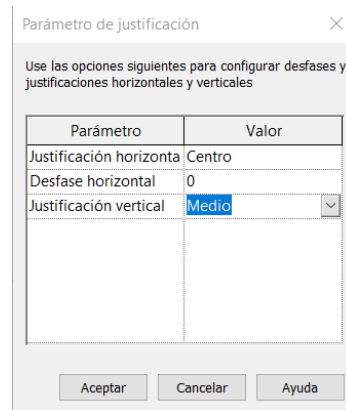 Parámetro de justificación
Use las opciones siguientes para configurar desfases y
justificaciones horizontales y verticales
Parámetro Valor
Justificación horizonta Centro
Desfase horizontal 0
Justificación vertical Medio
Aceptar Cancelar Ayuda